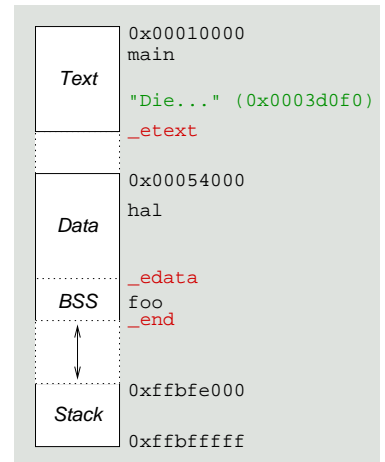 0x00010000
main
Text
"Die..." (0x0003d0f0)
_etext
0x00054000
hal
Data
_edata
BSS
foo
_end
0xffbfe000
Stack
0xffbfffff